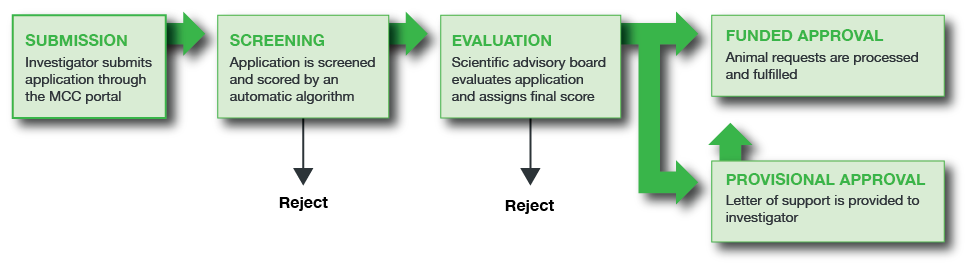 SUBMISSION
Investigator submits
application through
the MCC portal
SCREENING
Application is screened
and scored by an
automatic algorithm
Reject
EVALUATION
Scientific advisory board
evaluates application
and assigns final score
Reject
FUNDED APPROVAL
Animal requests are processed
and fulfilled
PROVISIONAL APPROVAL
Letter of support is provided to
investigator